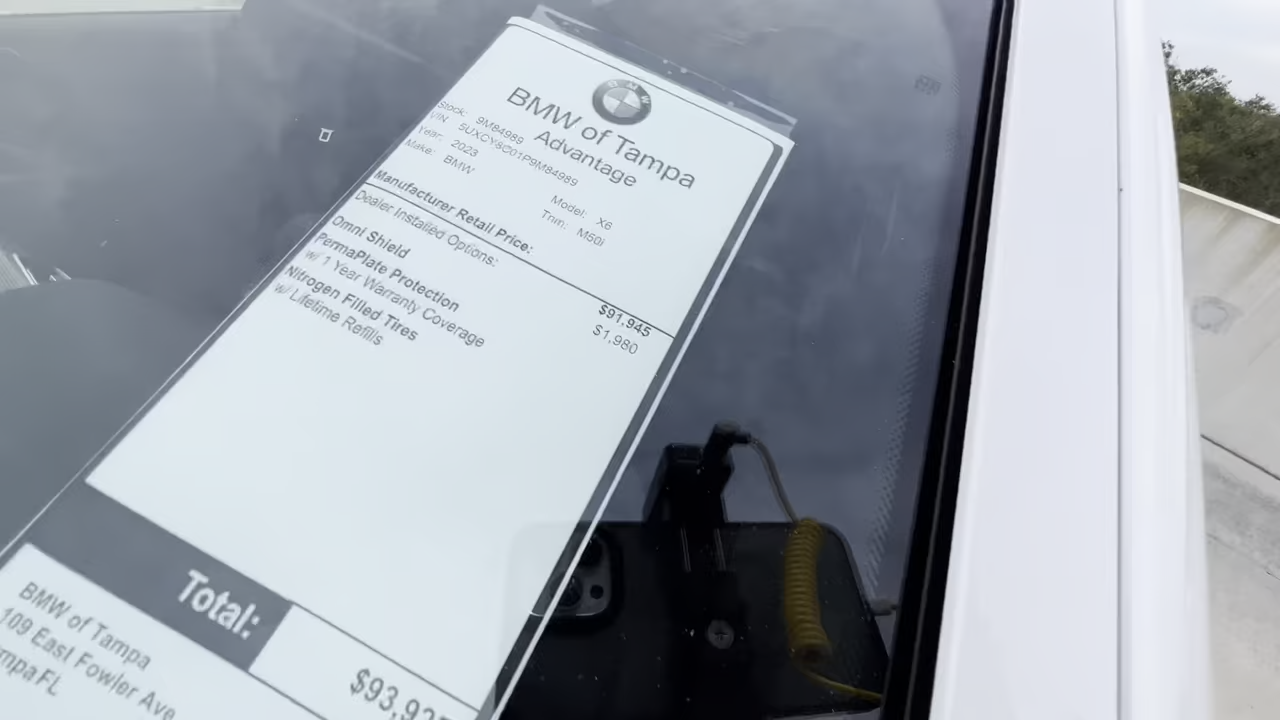 BMW
BMW of Tampa
Advantage
Stock: 9M84989
VIN: 5UXCY8C01P9M84989
Year: 2023
Make: BMW
Model: X6
Trim: M50i
Manufacturer Retail Price: $91,945
Dealer Installed Options: $1,980
Omni Shield
PermaPlate Protection
w/ 1 Year Warranty Coverage
Nitrogen Filled Tires
w/ Lifetime Refills
Total:
BMW of Tampa
109 East Fowler Ave
FL